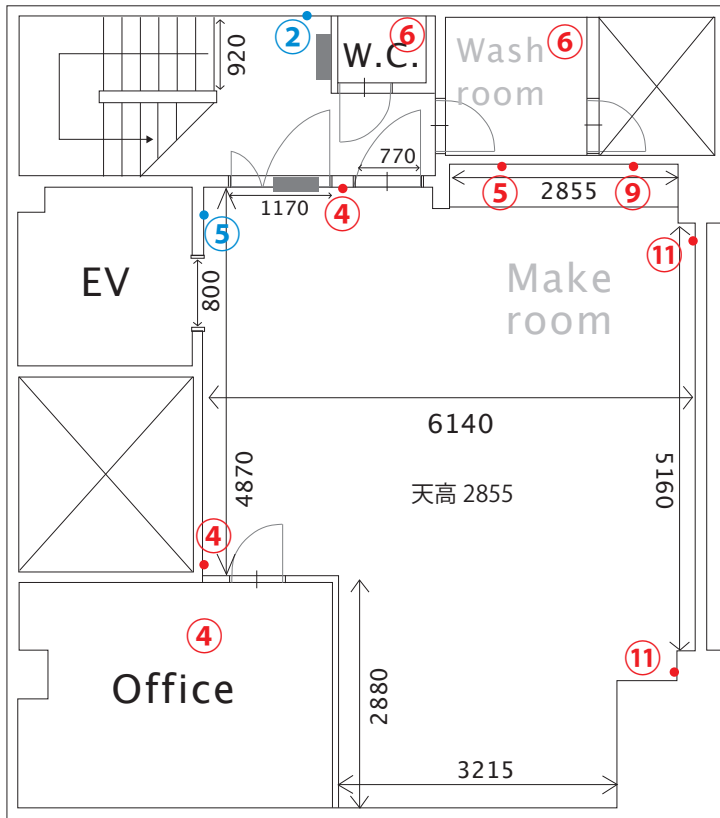 ② ⑥ ⑥
W.C.
Wash
room
920
770
1170
④
⑤
⑤ ⑨
2855
⑪
EV
800
Make
room
6140
4870
天高 2855
5160
④
④
Office
⑪
2880
3215